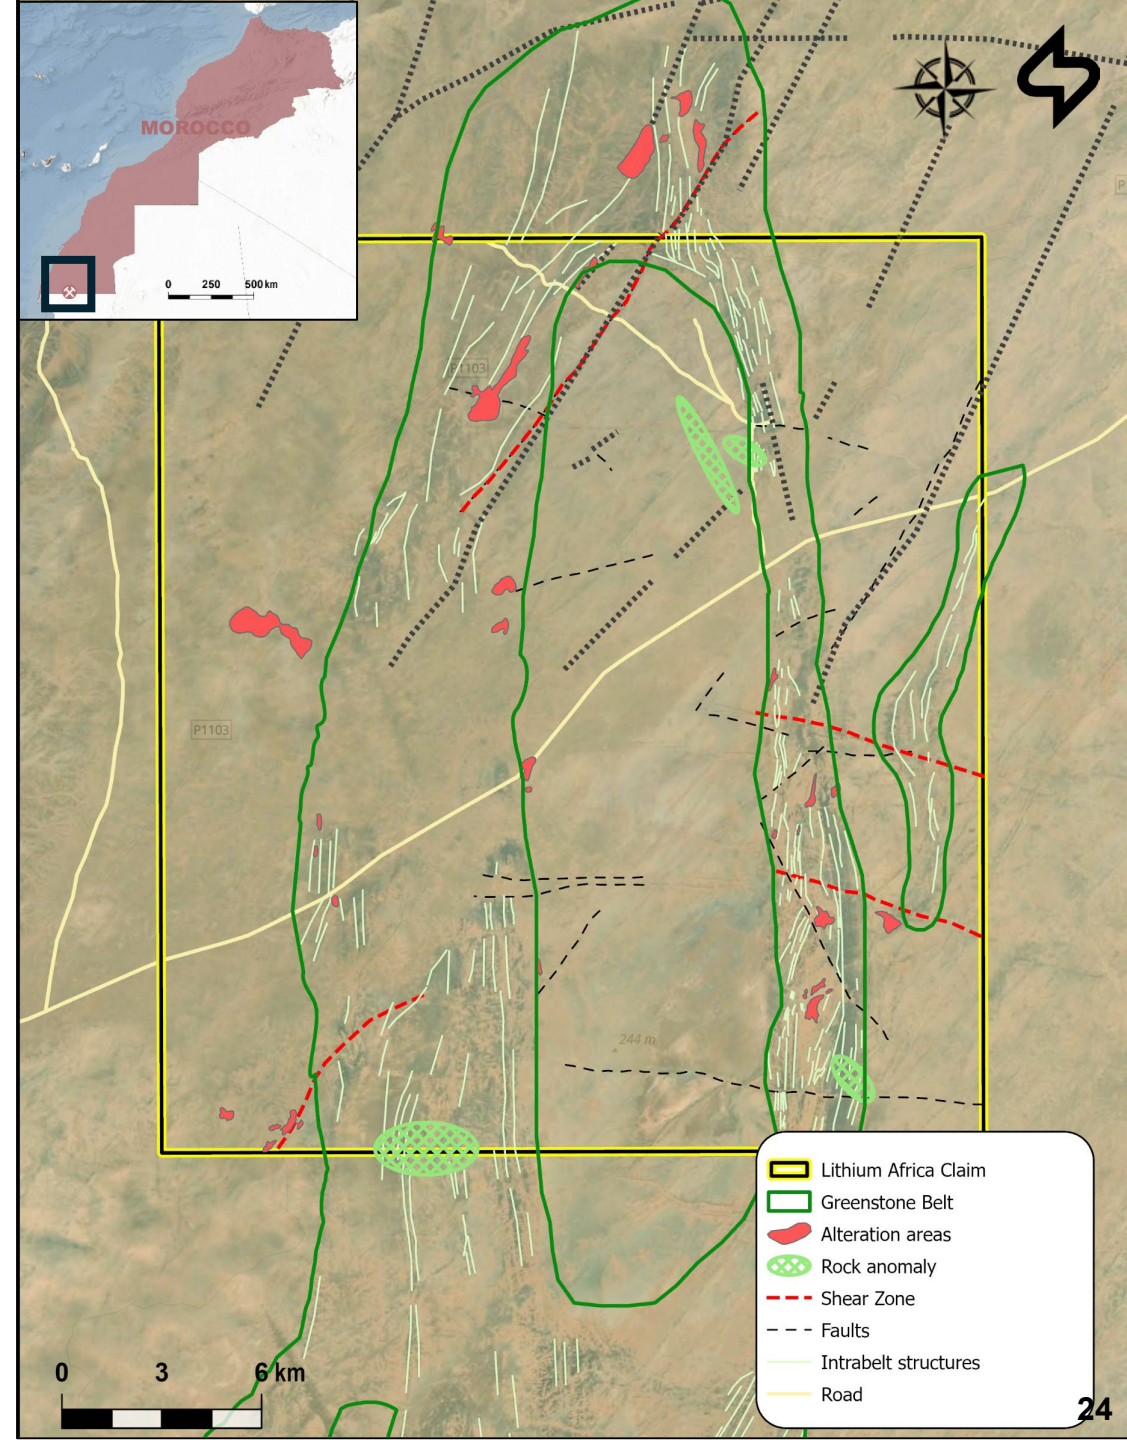 MOROCCO
0 250 500 km
P1103
P1103
244 m
Lithium Africa Claim
Greenstone Belt
Alteration areas
Rock anomaly
Shear Zone
Faults
Intrabelt structures
Road
0 3 6 km
24